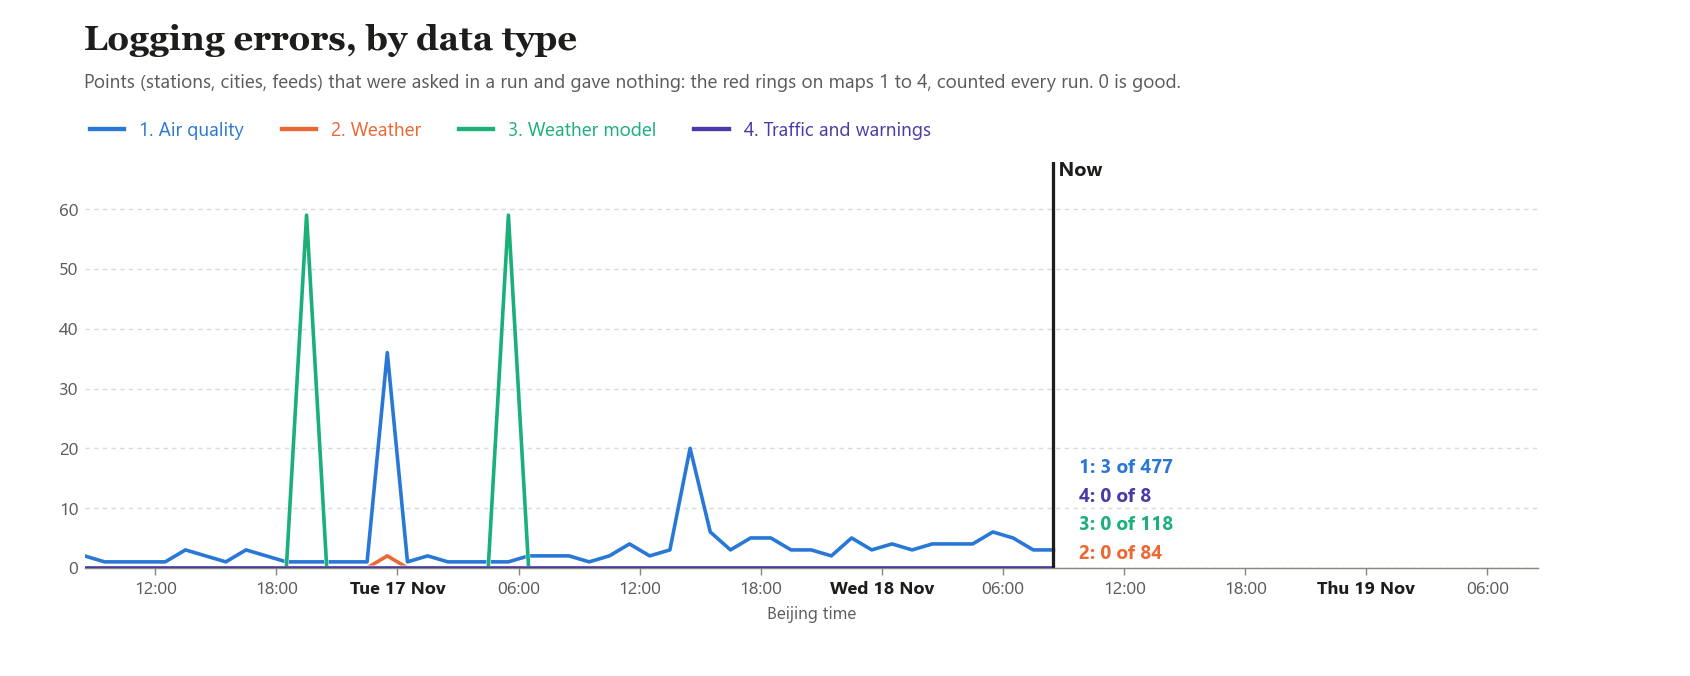 Logging errors, by data type
Points (stations, cities, feeds) that were asked in a run and gave nothing: the red rings on maps 1 to 4, counted every run. 0 is good.
1. Air quality 2. Weather 3. Weather model 4. Traffic and warnings
Now
60
50
40
30
20
10
0
1: 3 of 477
4: 0 of 8
3: 0 of 118
2: 0 of 84
12:00 18:00 Tue 17 Nov 06:00 12:00 18:00 Wed 18 Nov 06:00 12:00 18:00 Thu 19 Nov 06:00
Beijing time